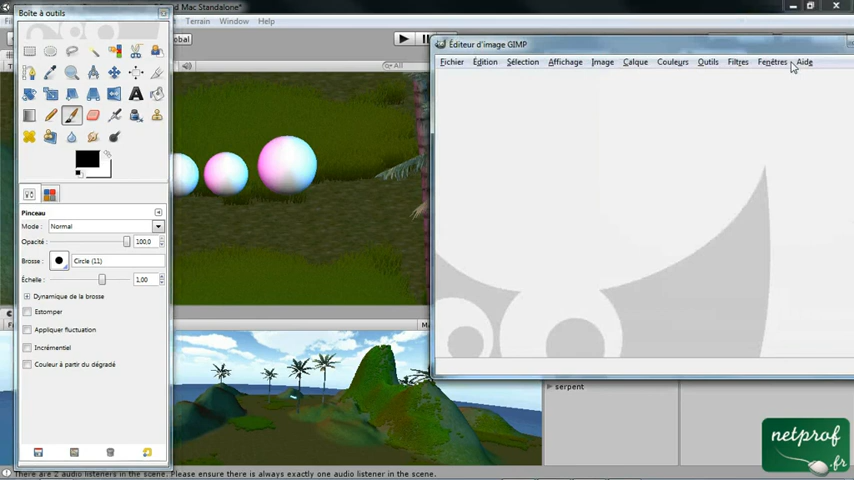 Boîte à outils
nd Mac Standalone*
Terrain Window Help
obal
All
Éditeur d'image GIMP
Fichier Édition Sélection Affichage Image Calque Couleurs Outils Filtres Fenêtres Aide
Pinceau
Mode : Normal
Opacité : 100,0
Brosse : Circle (11)
Échelle : 1,00
Dynamique de la brosse
Estomper
Appliquer fluctuation
Incrémentiel
Couleur à partir du dégradé
serpent
There are 2 audio listeners in the scene. Please ensure there is always exactly one audio listener in the scene.
netprof
.fr